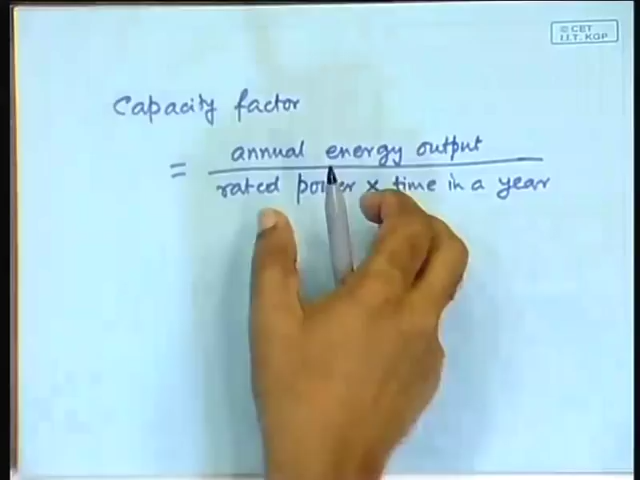 © CET
I.I.T. KGP
Capacity factor
= annual energy output
rated power × time in a year